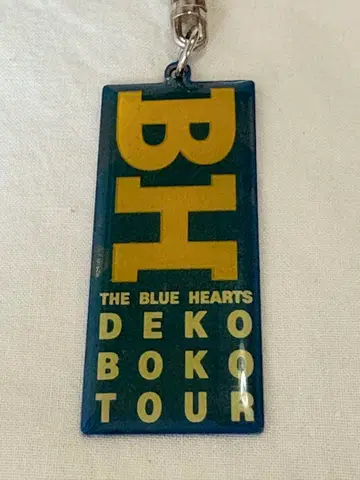 BH
THE BLUE HEARTS
DEKO
BOKO
TOUR